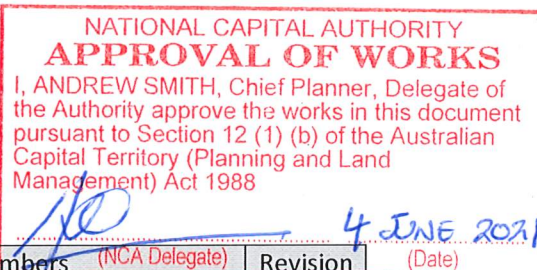 NATIONAL CAPITAL AUTHORITY
APPROVAL OF WORKS
I, ANDREW SMITH, Chief Planner, Delegate of
the Authority approve the works in this document
pursuant to Section 12 (1) (b) of the Australian
Capital Territory (Planning and Land
Management) Act 1988
4 JUNE 2021
(NCA Delegate) (Date)
Revision